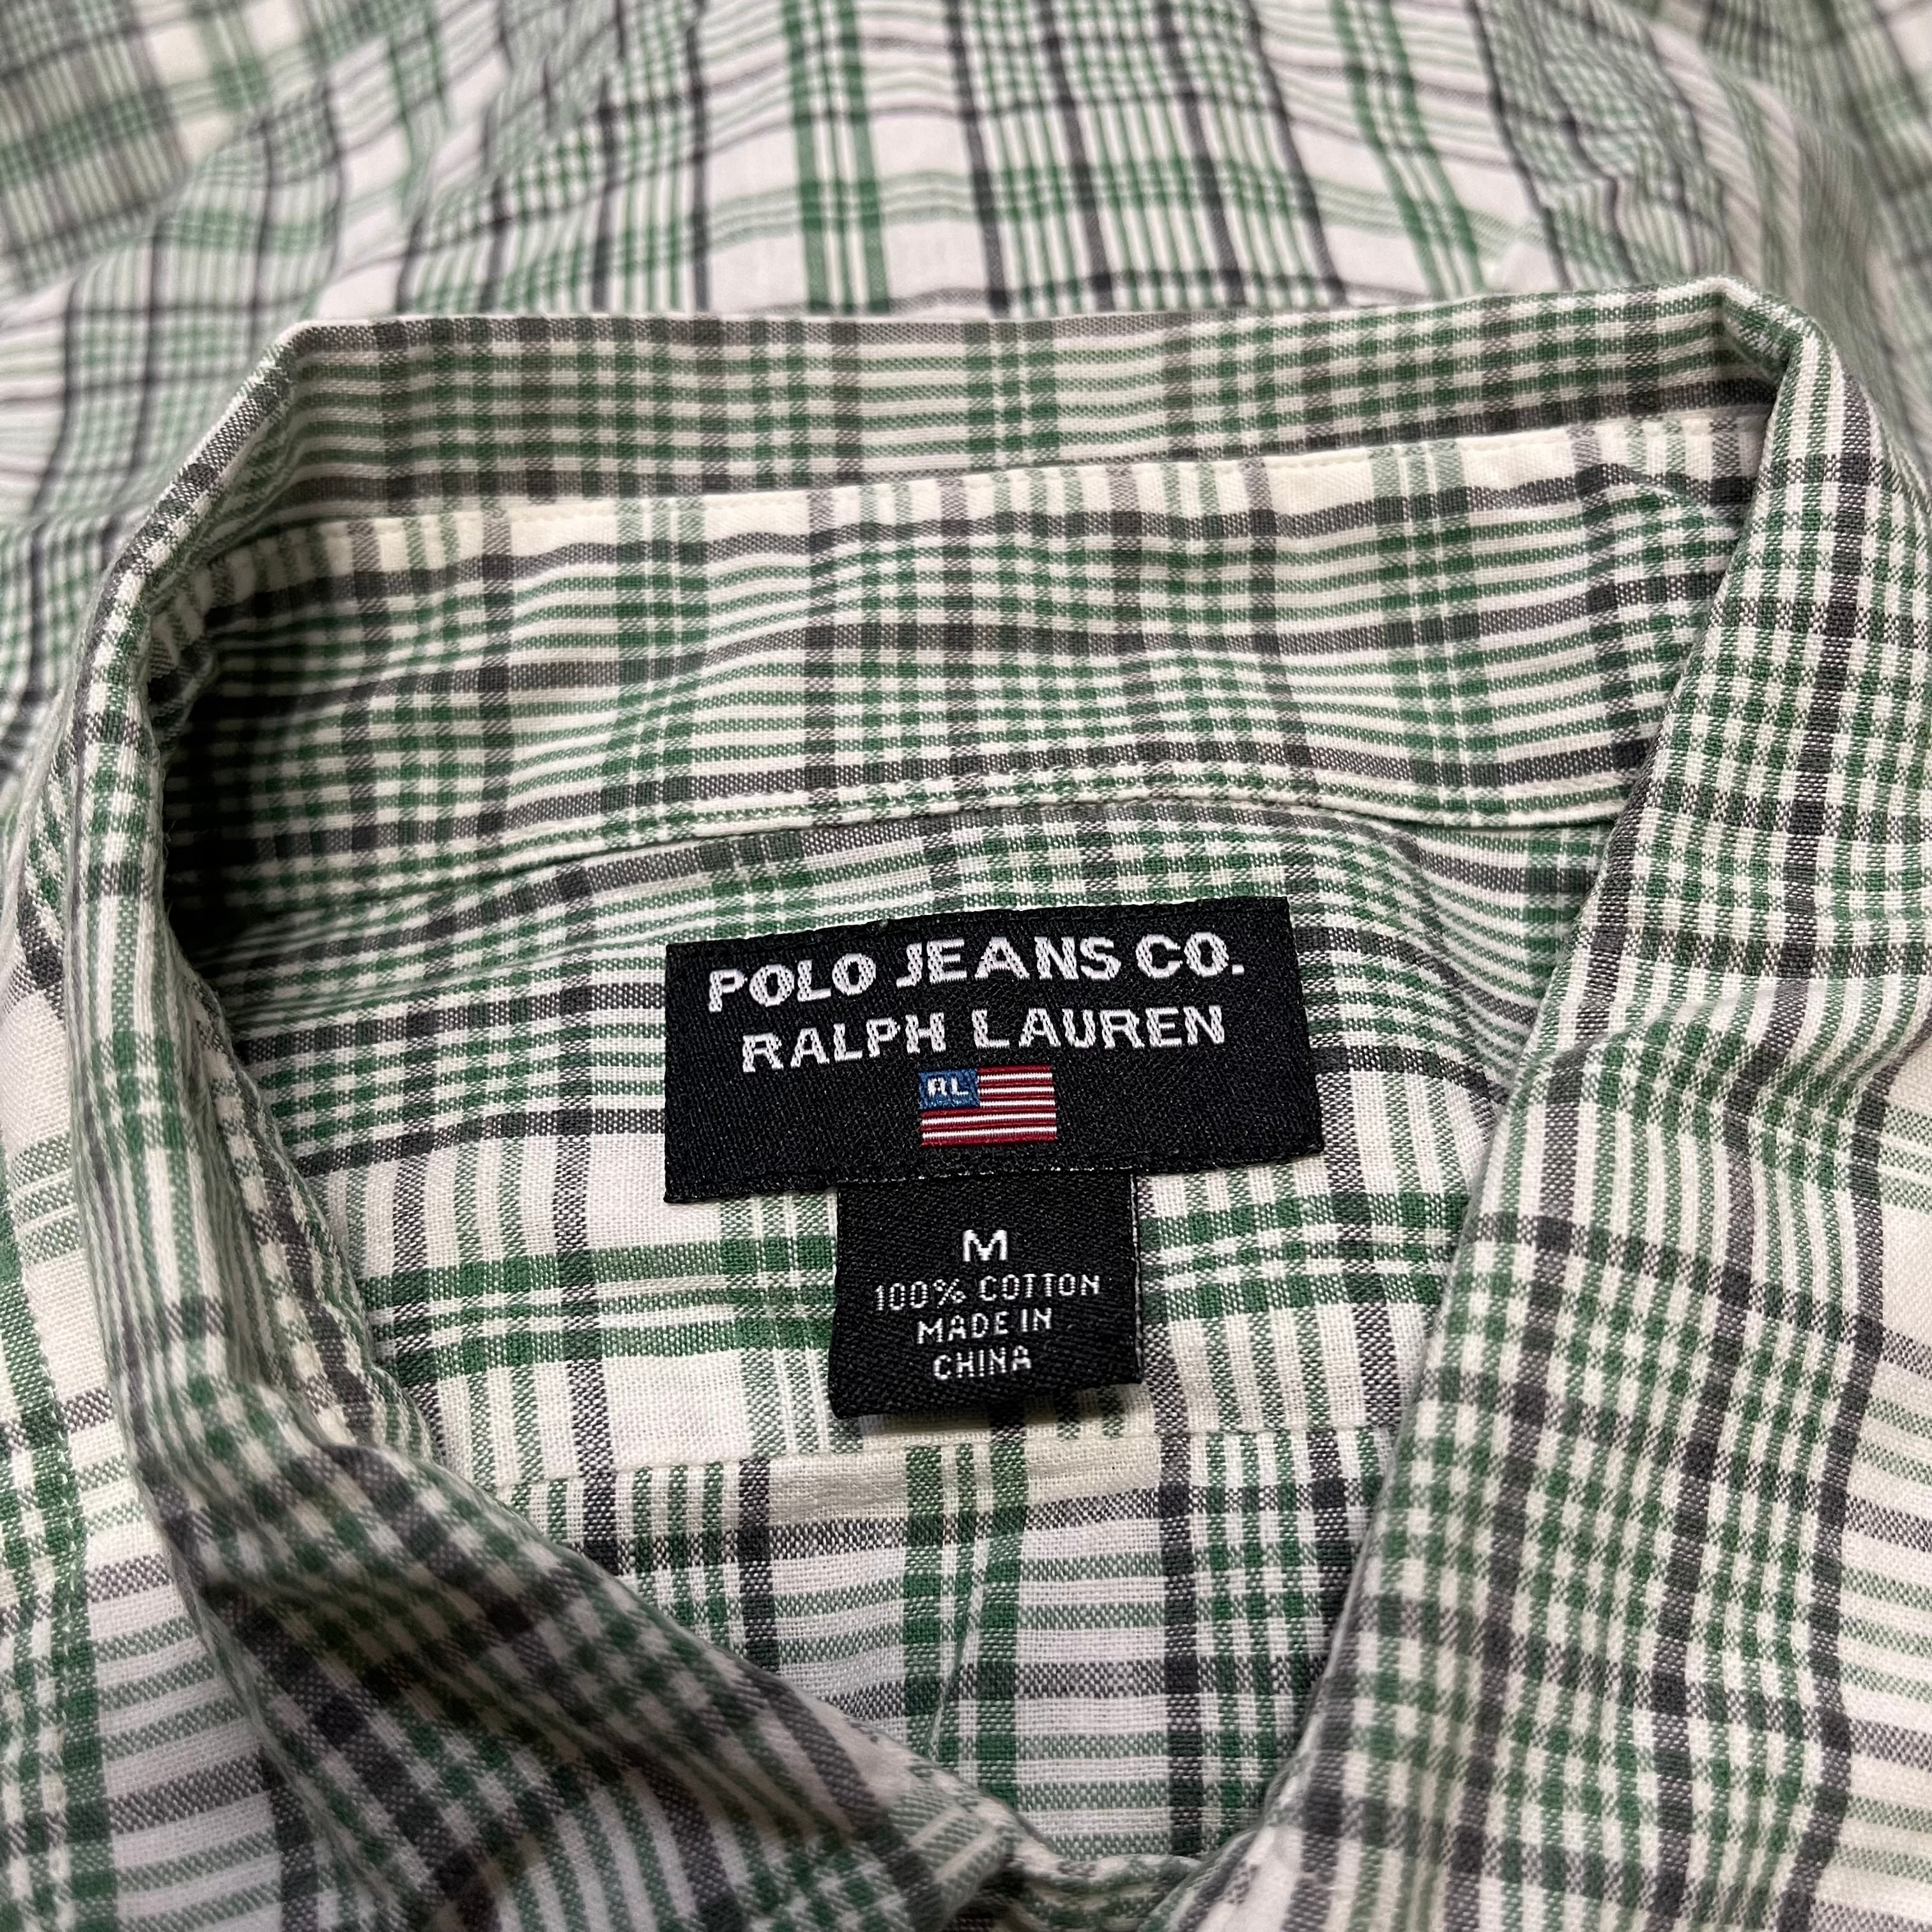 POLO JEANS CO.
RALPH LAUREN
RL
M
100% COTTON
MADE IN
CHINA